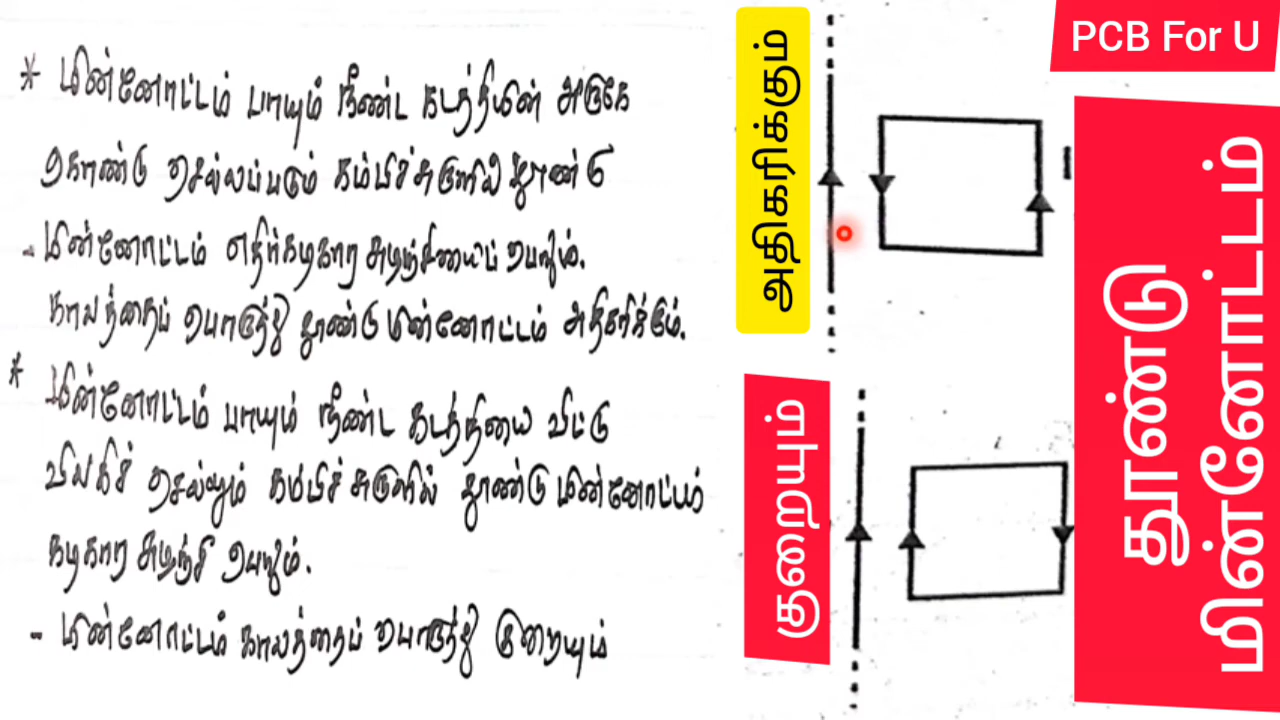 * மின்னோட்டம் பாயும் நீண்ட கடத்தியின் அருகே
கொண்டு செல்லப்படும் கம்பிச்சுருளில் தூண்டு
- மின்னோட்டம் எதிர்கடிகார சுழற்சியைப் பெறும்.
காலத்தைப் பொருத்து தூண்டு மின்னோட்டம் அதிகரிக்கும்.
* மின்னோட்டம் பாயும் நீண்ட கடத்தியை விட்டு
விலகிச் செல்லும் கம்பிச்சுருளில் தூண்டு மின்னோட்டம்
கடிகார சுழற்சி பெறும்.
- மின்னோட்டம் காலத்தைப் பொருத்து குறையும்
அதிகரிக்கும்
குறையும்
PCB For U
தூண்டு
மின்னோட்டம்